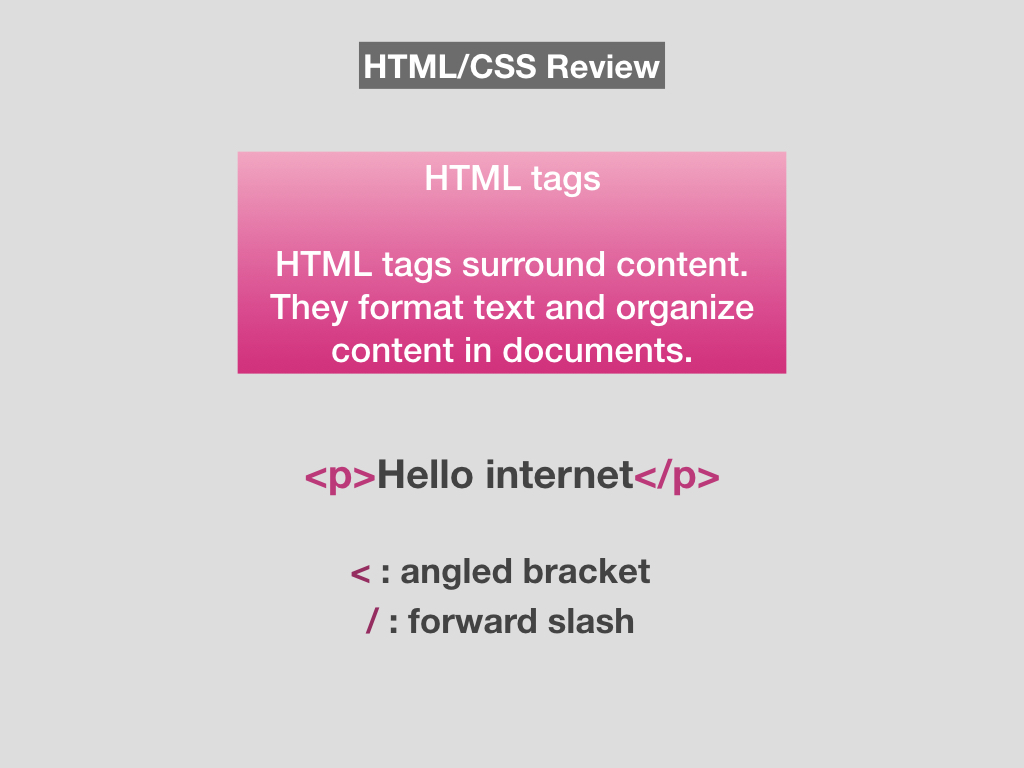 HTML/CSS Review
HTML tags
HTML tags surround content.
They format text and organize
content in documents.
<p>Hello internet</p>
< : angled bracket
/ : forward slash